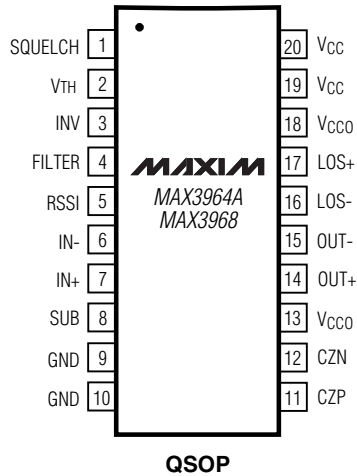 SQUELCH 1
VTH 2
INV 3
FILTER 4
RSSI 5
IN- 6
IN+ 7
SUB 8
GND 9
GND 10
MAXIM
MAX3964A
MAX3968
20 VCC
19 VCC
18 VCCO
17 LOS+
16 LOS-
15 OUT-
14 OUT+
13 VCCO
12 CZN
11 CZP
QSOP